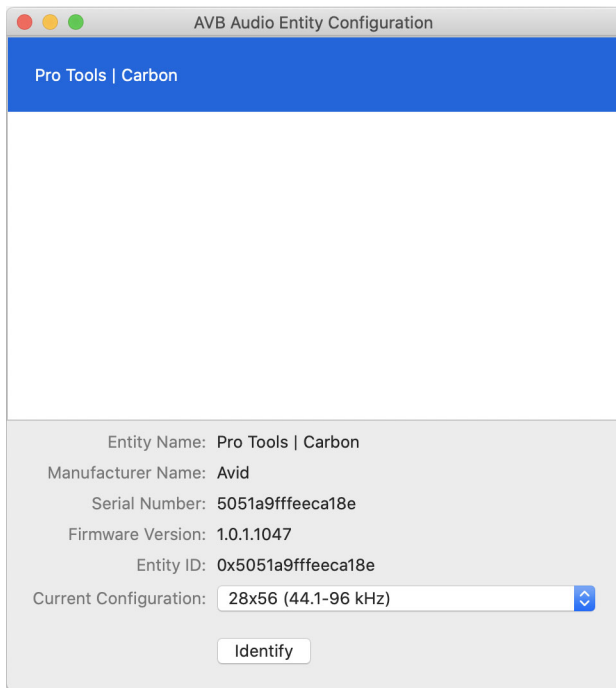 AVB Audio Entity Configuration
Pro Tools | Carbon
Entity Name: Pro Tools | Carbon
Manufacturer Name: Avid
Serial Number: 5051a9fffeeca18e
Firmware Version: 1.0.1.1047
Entity ID: 0x5051a9fffeeca18e
Current Configuration: 28x56 (44.1-96 kHz)
Identify